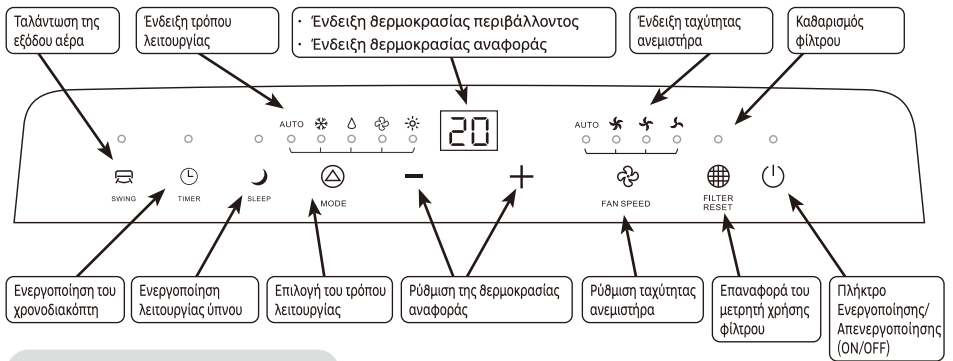 Ταλάντωση της
εξόδου αέρα
Ένδειξη τρόπου
λειτουργίας
· Ένδειξη θερμοκρασίας περιβάλλοντος
· Ένδειξη θερμοκρασίας αναφοράς
Ένδειξη ταχύτητας
ανεμιστήρα
Καθαρισμός
φίλτρου
AUTO
20
AUTO
SWING
TIMER
SLEEP
MODE
FAN SPEED
FILTER
RESET
Ενεργοποίηση του
χρονοδιακόπτη
Ενεργοποίηση
λειτουργίας ύπνου
Επιλογή του τρόπου
λειτουργίας
Ρύθμιση της θερμοκρασίας
αναφοράς
Ρύθμιση ταχύτητας
ανεμιστήρα
Επαναφορά του
μετρητή χρήσης
φίλτρου
Πλήκτρο
Ενεργοποίησης/
Απενεργοποίησης
(ON/OFF)